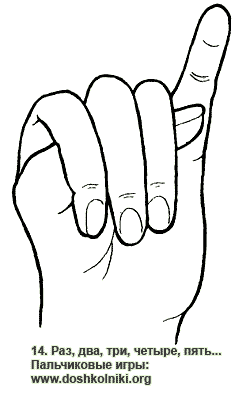 14. Раз, два, три, четыре, пять...
Пальчиковые игры:
www.doshkolniki.org